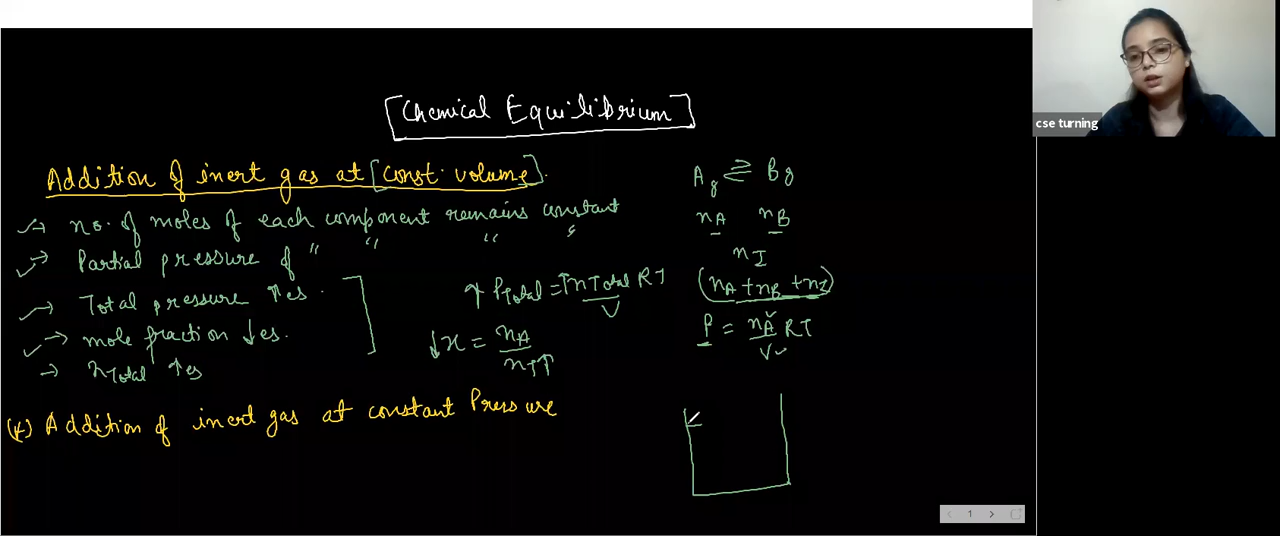 [Chemical Equilibrium]
Addition of inert gas at [const. volume].
→ no. of moles of each component remains constant
→ Partial pressure of " " " "
→ Total pressure ↑es.
→ mole fraction ↓es.
→ nTotal ↑es
↑ PTotal = ↑nTotal RT / V
↓x = nA / nT↑
(*) Addition of inert gas at constant Pressure
Ag ⇌ Bg
nA nB
nI
(nA + nB + nI)
P = nA RT / V
cse turning
1